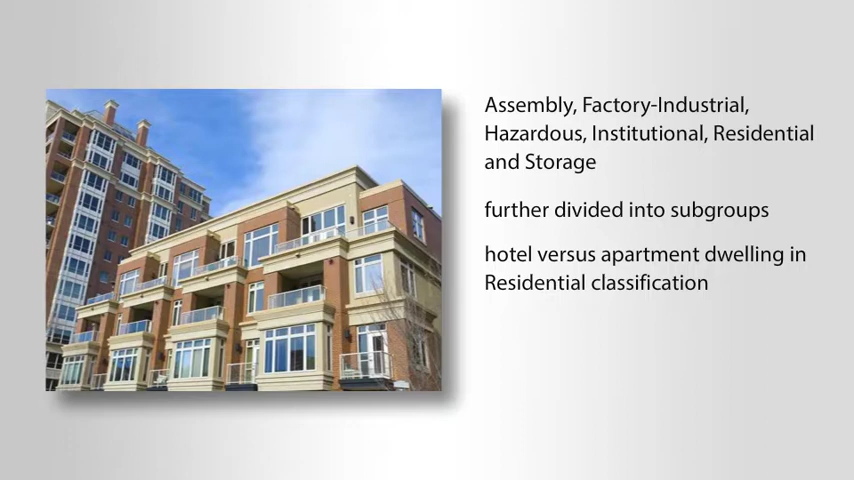 Assembly, Factory-Industrial,
Hazardous, Institutional, Residential
and Storage
further divided into subgroups
hotel versus apartment dwelling in
Residential classification